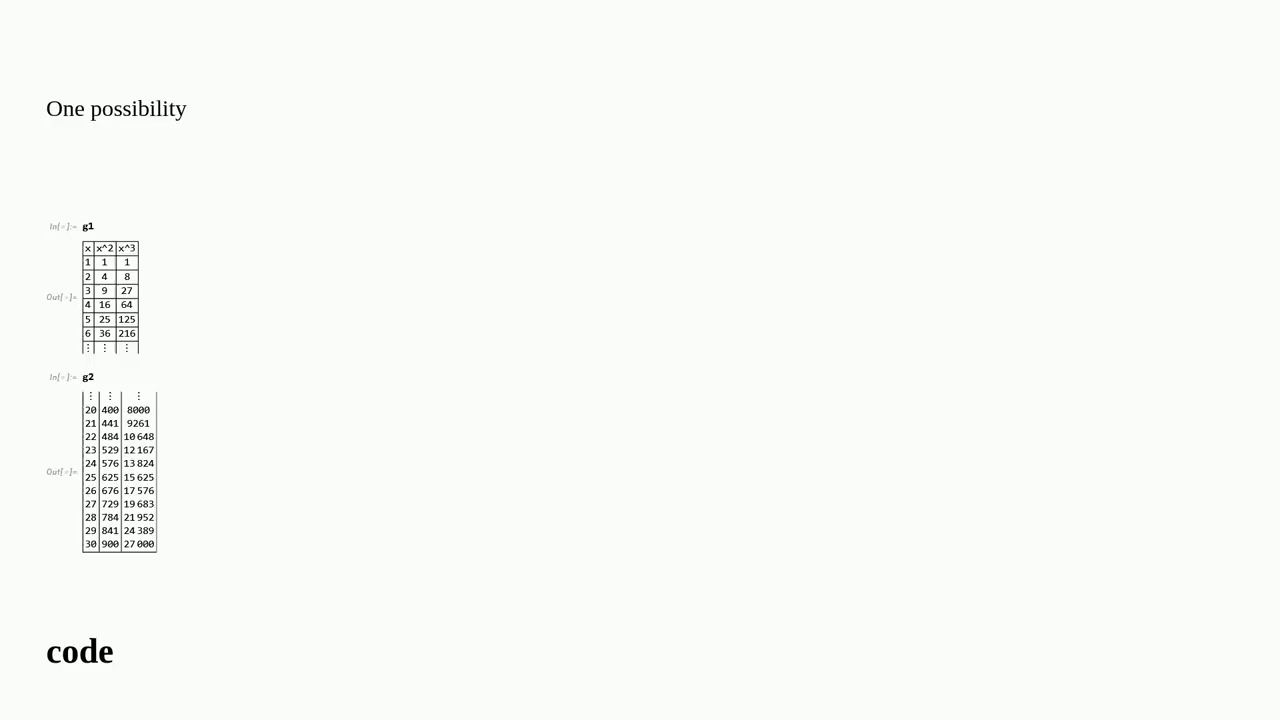 One possibility
In[ ]:= g1
x x^2 x^3
1 1 1
2 4 8
3 9 27
Out[ ]=
4 16 64
5 25 125
6 36 216
⋮ ⋮ ⋮
In[ ]:= g2
⋮ ⋮ ⋮
20 400 8000
21 441 9261
22 484 10 648
23 529 12 167
24 576 13 824
Out[ ]=
25 625 15 625
26 676 17 576
27 729 19 683
28 784 21 952
29 841 24 389
30 900 27 000
code